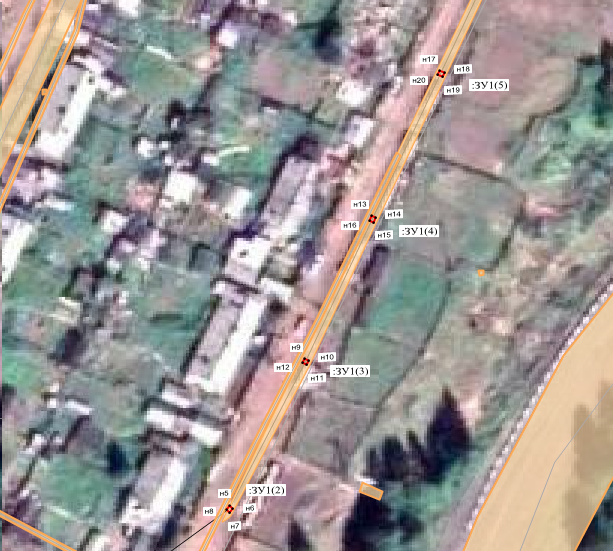 н17
н18
н20
н19
:ЗУ1(5)
н13
н14
н16
н15
:ЗУ1(4)
н9
н10
н12
н11
:ЗУ1(3)
н5
:ЗУ1(2)
н8
н6
н7